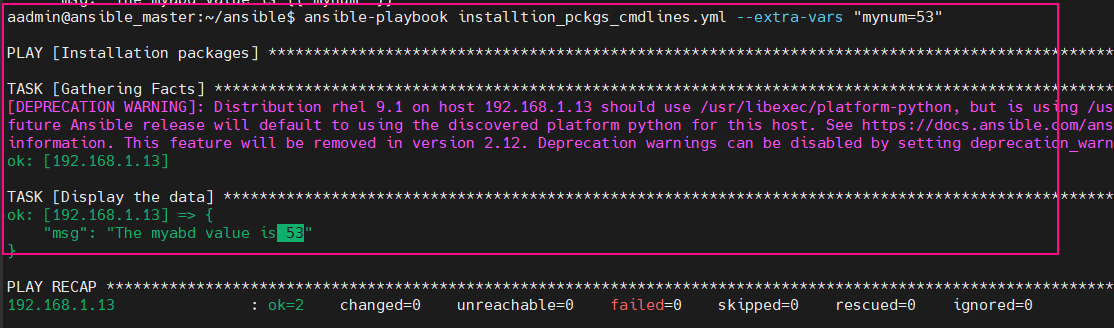 msg: "The myabd value is {{ mynum }}"
aadmin@ansible_master:~/ansible$ ansible-playbook installtion_pckgs_cmdlines.yml --extra-vars "mynum=53"
PLAY [Installation packages] ***********************************************************************************************
TASK [Gathering Facts] ****************************************************************************************************
[DEPRECATION WARNING]: Distribution rhel 9.1 on host 192.168.1.13 should use /usr/libexec/platform-python, but is using /us
future Ansible release will default to using the discovered platform python for this host. See https://docs.ansible.com/ans
information. This feature will be removed in version 2.12. Deprecation warnings can be disabled by setting deprecation_warn
ok: [192.168.1.13]
TASK [Display the data] ***************************************************************************************************
ok: [192.168.1.13] => {
"msg": "The myabd value is 53"
}
PLAY RECAP ****************************************************************************************************************
192.168.1.13 : ok=2 changed=0 unreachable=0 failed=0 skipped=0 rescued=0 ignored=0